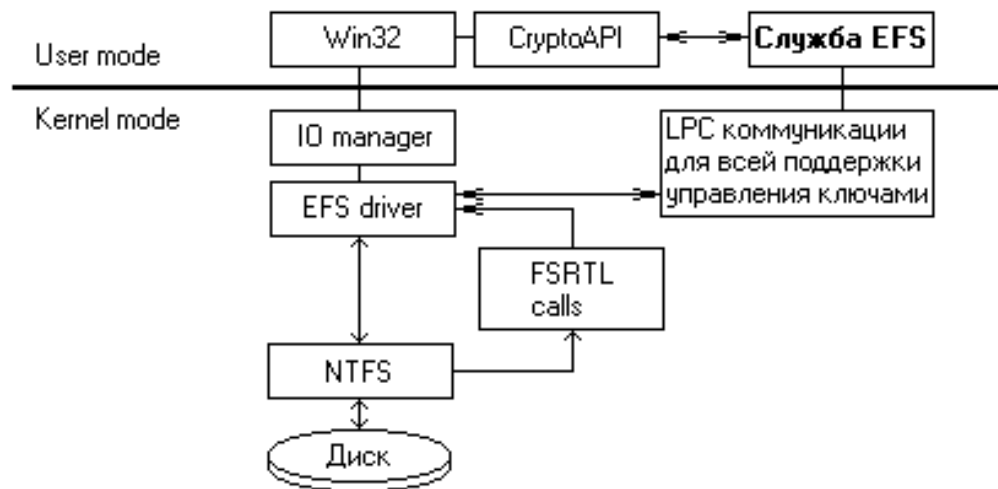 Win32
CryptoAPI
Служба EFS
User mode
Kernel mode
IO manager
LPC коммуникации
для всей поддержки
управления ключами
EFS driver
FSRTL
calls
NTFS
Диск